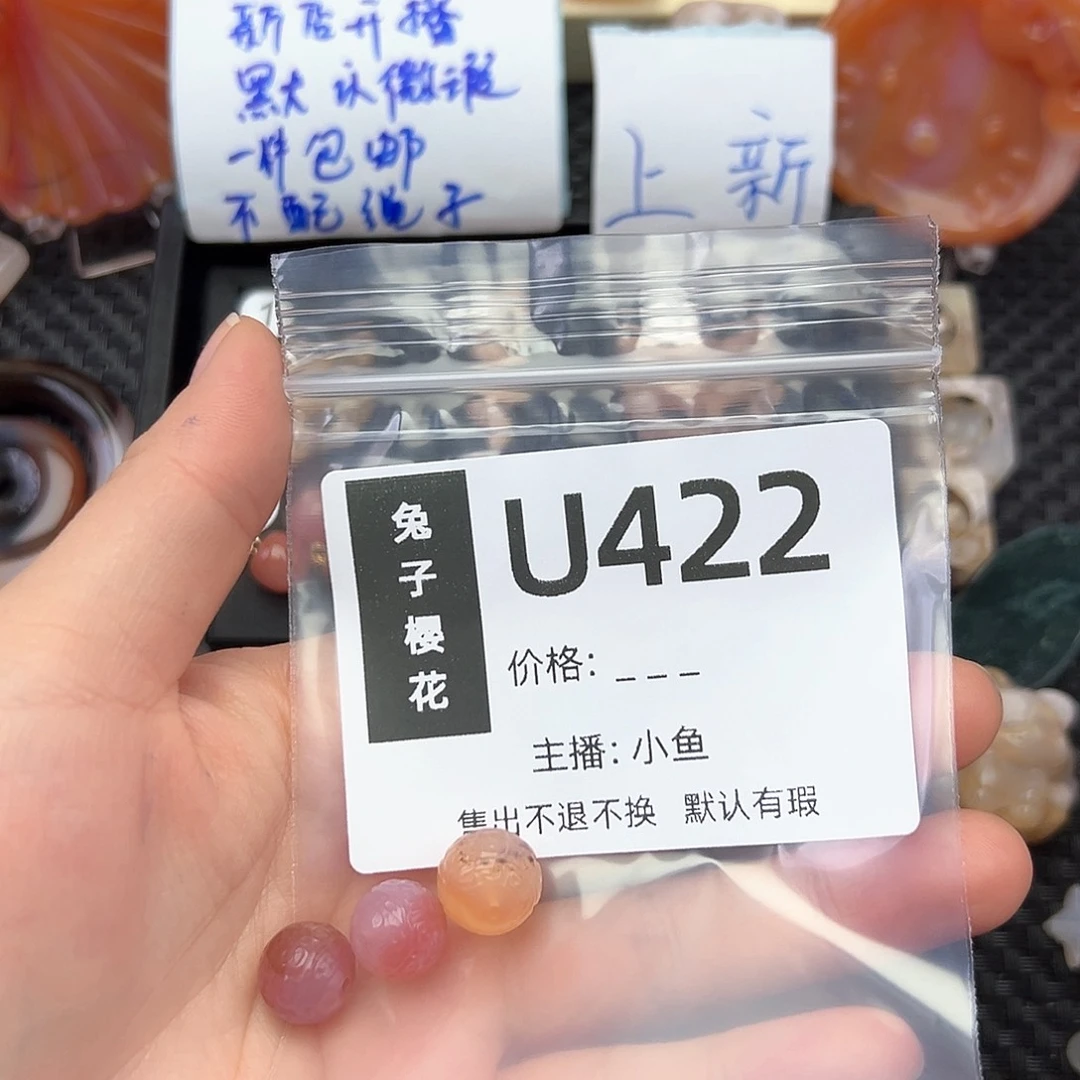 新店开播
默认微瑕
一件包邮
不配绳子
上新
兔子樱花
U422
价格: _ _ _
主播: 小鱼
售出不退不换 默认有瑕